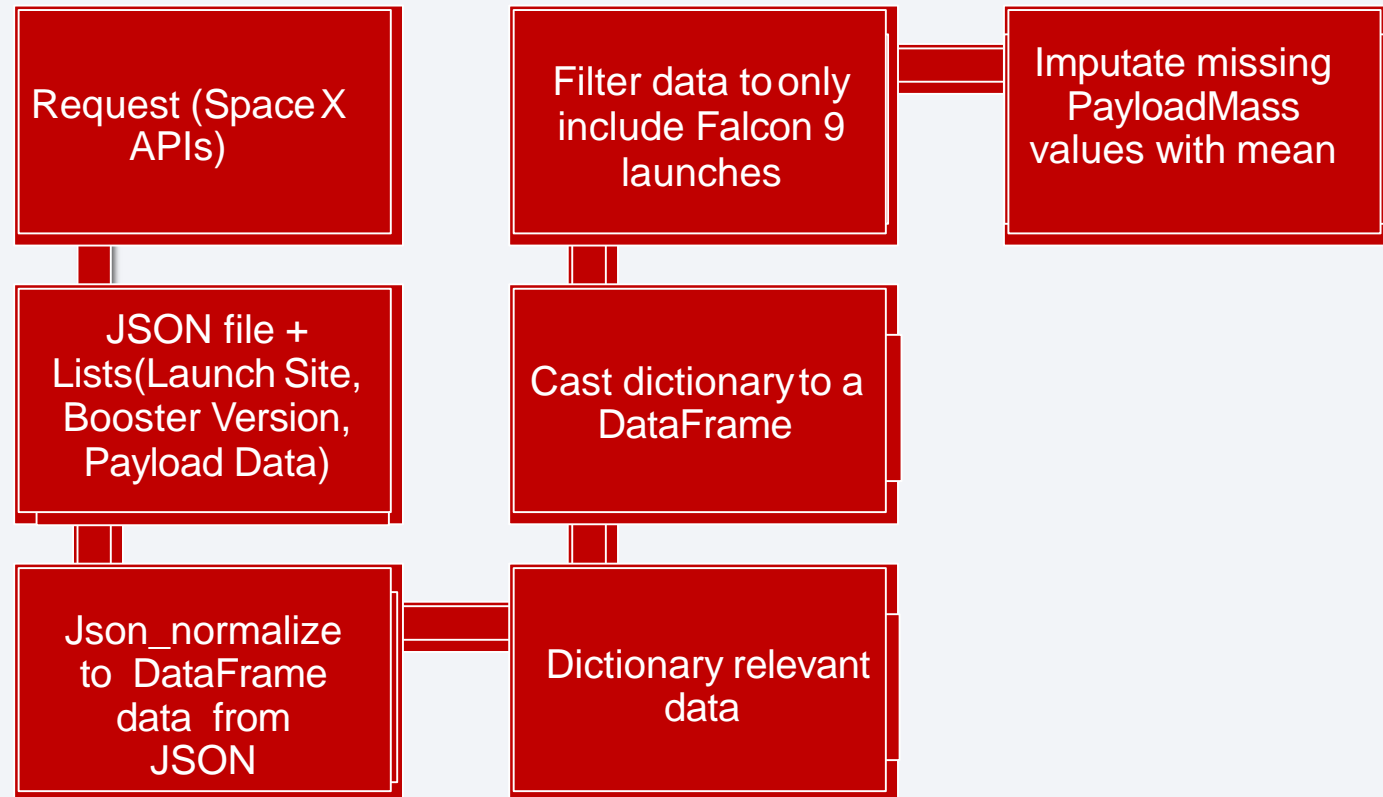 Request (Space X
APIs)
JSON file +
Lists(Launch Site,
Booster Version,
Payload Data)
Json_normalize
to DataFrame
data from
JSON
Dictionary relevant
data
Cast dictionary to a
DataFrame
Filter data to only
include Falcon 9
launches
Imputate missing
PayloadMass
values with mean